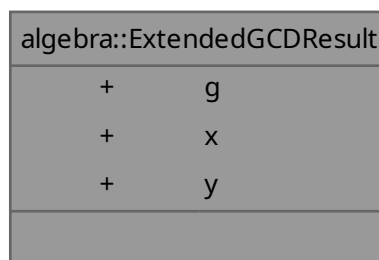 algebra::ExtendedGCDResult
+ g
+ x
+ y